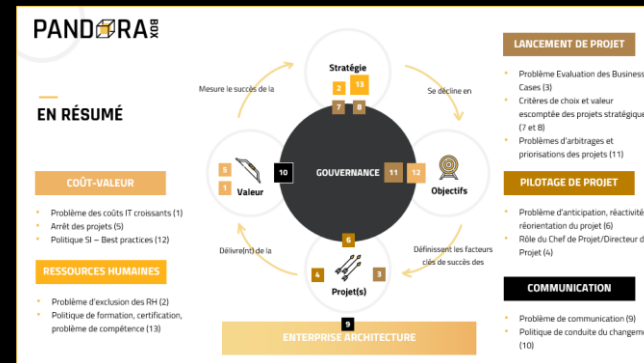 PANDORA BOX
EN RÉSUMÉ
COÛT-VALEUR
Problème des coûts IT croissants (1)
Arrêt des projets (5)
Politique SI – Best practices (12)
RESSOURCES HUMAINES
Problème d'exclusion des RH (2)
Politique de formation, certification,
problème de compétence (13)
Stratégie
2 13
7 8
Mesure le succès de la
Se décline en
5
1
Valeur
10
GOUVERNANCE
11
12
Objectifs
Délivre(nt) de la
Définissent les facteurs
clés de succès des
6
4
3
Projet(s)
9
ENTERPRISE ARCHITECTURE
LANCEMENT DE PROJET
Problème Evaluation des Business
Cases (3)
Critères de choix et valeur
escomptée des projets stratégique
(7 et 8)
Problèmes d'arbitrages et
priorisations des projets (11)
PILOTAGE DE PROJET
Problème d'anticipation, réactivité
réorientation du projet (6)
Rôle du Chef de Projet/Directeur d
Projet (4)
COMMUNICATION
Problème de communication (9)
Politique de conduite du changeme
(10)